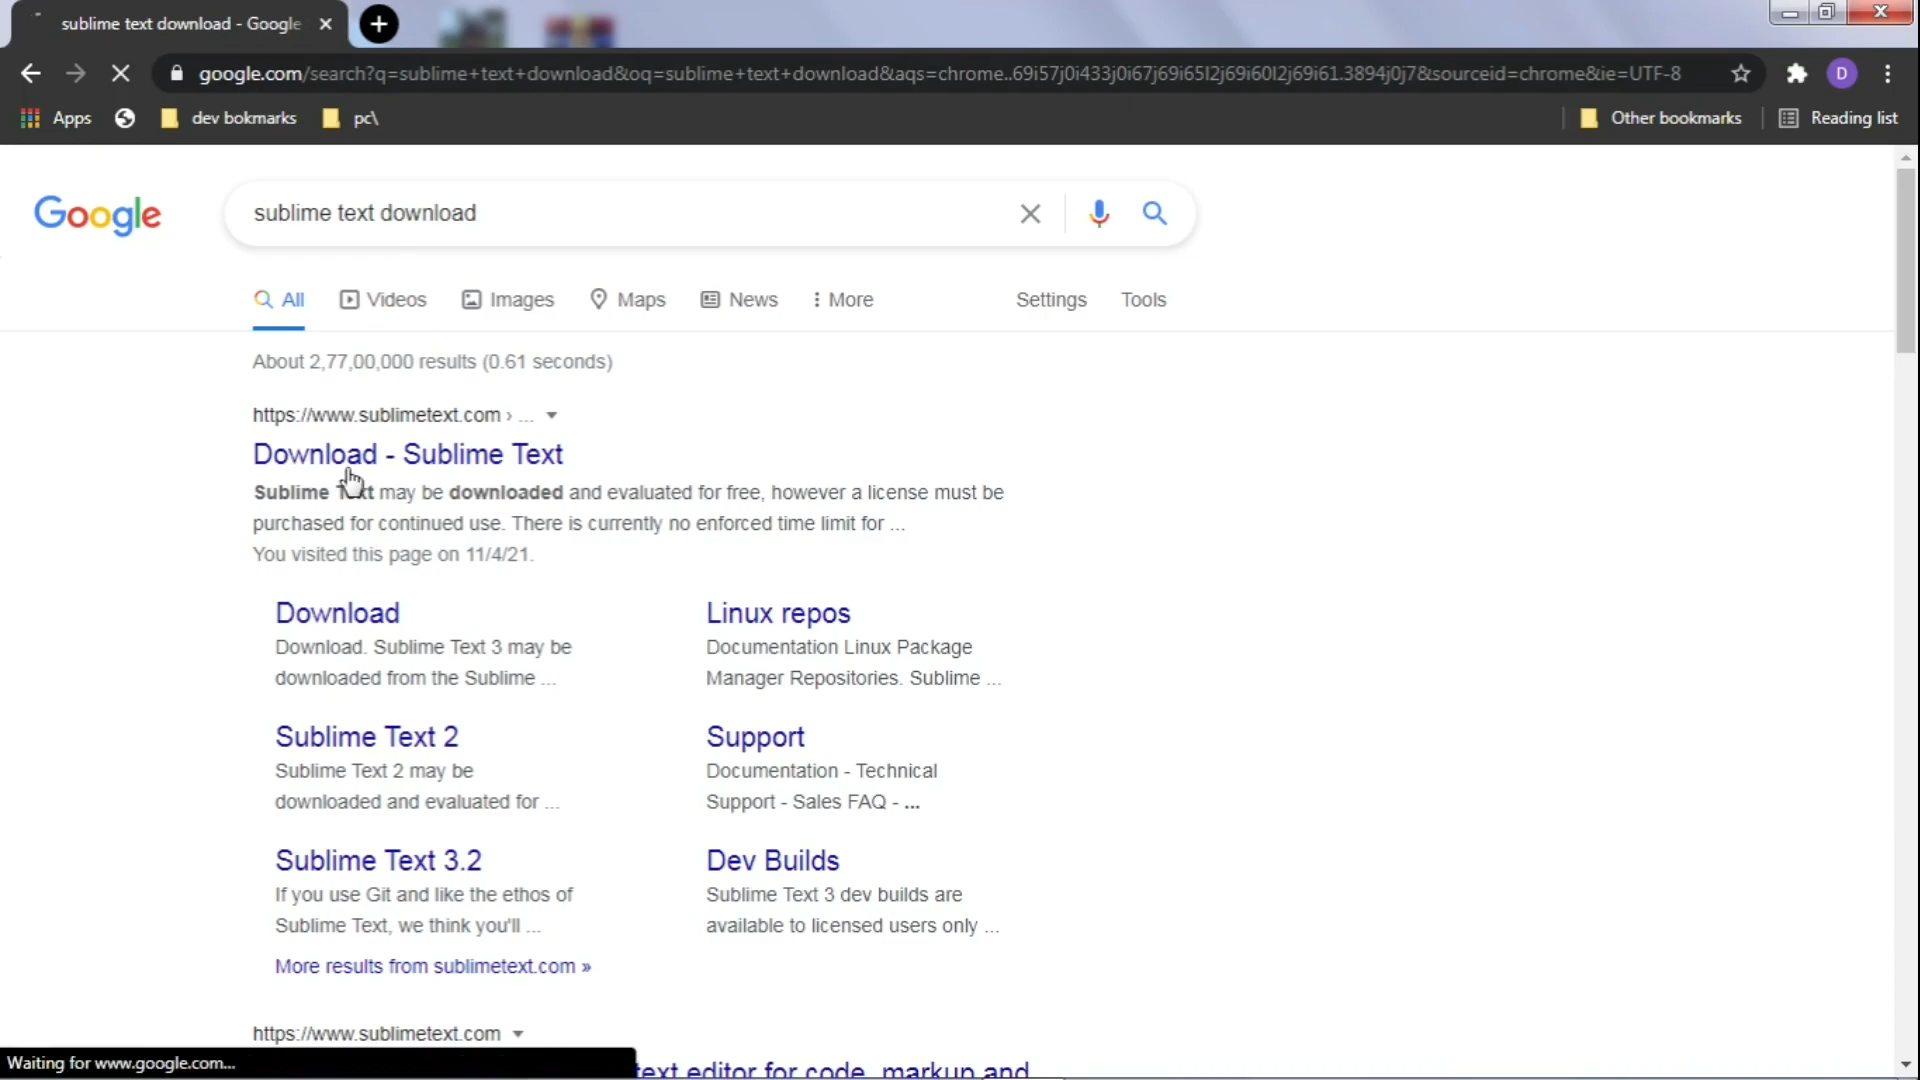 sublime text download - Google
google.com/search?q=sublime+text+download&oq=sublime+text+download&aqs=chrome..69i57j0i433j0i67j69i65l2j69i60l2j69i61.3894j0j7&sourceid=chrome&ie=UTF-8
D
Apps
dev bokmarks
pc\
Other bookmarks
Reading list
Google
sublime text download
All
Videos
Images
Maps
News
More
Settings
Tools
About 2,77,00,000 results (0.61 seconds)
https://www.sublimetext.com › ...
Download - Sublime Text
Sublime Text may be downloaded and evaluated for free, however a license must be
purchased for continued use. There is currently no enforced time limit for ...
You visited this page on 11/4/21.
Download
Download. Sublime Text 3 may be
downloaded from the Sublime ...
Linux repos
Documentation Linux Package
Manager Repositories. Sublime ...
Sublime Text 2
Sublime Text 2 may be
downloaded and evaluated for ...
Support
Documentation - Technical
Support - Sales FAQ - ...
Sublime Text 3.2
If you use Git and like the ethos of
Sublime Text, we think you'll ...
Dev Builds
Sublime Text 3 dev builds are
available to licensed users only ...
More results from sublimetext.com »
https://www.sublimetext.com
text editor for code, markup and
Waiting for www.google.com...